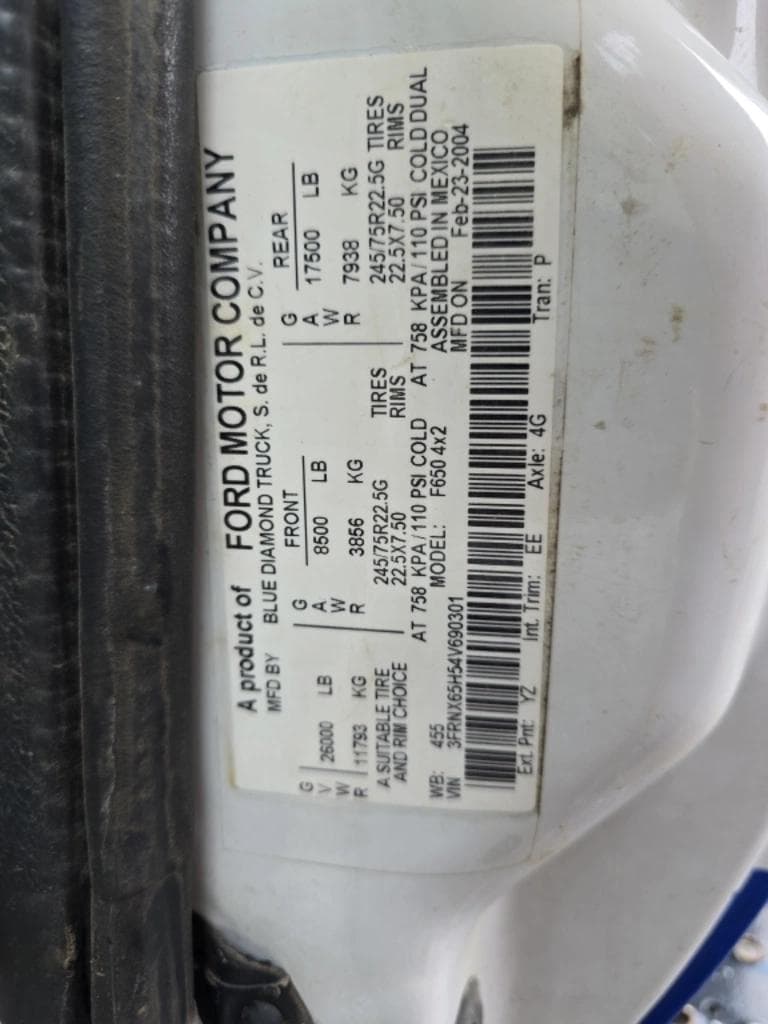 A product of FORD MOTOR COMPANY
MFD BY BLUE DIAMOND TRUCK, S. de R.L. de C.V.
G FRONT G REAR
G A A
V 26000 LB W 8500 LB W 17500 LB
W R R
R 11793 KG 3856 KG 7938 KG
A SUITABLE TIRE 245/75R22.5G TIRES 245/75R22.5G TIRES
AND RIM CHOICE 22.5X7.50 RIMS 22.5X7.50 RIMS
AT 758 KPA/110 PSI COLD AT 758 KPA/110 PSI COLD DUAL
WB: 455 MODEL: F650 4x2 ASSEMBLED IN MEXICO
VIN 3FRNX65H54V690301 MFD ON Feb-23-2004
Ext. Pnt: YZ Int. Trim: EE Axle: 4G Tran: P